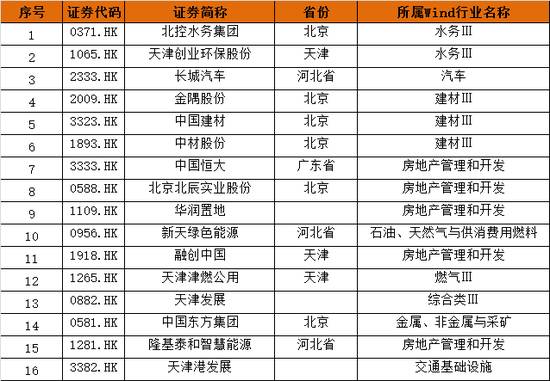 序号 证券代码 证券简称 省份 所属Wind行业名称
1 0371.HK 北控水务集团 北京 水务Ⅲ
2 1065.HK 天津创业环保股份 天津 水务Ⅲ
3 2333.HK 长城汽车 河北省 汽车
4 2009.HK 金隅股份 北京 建材Ⅲ
5 3323.HK 中国建材 北京 建材Ⅲ
6 1893.HK 中材股份 北京 建材Ⅲ
7 3333.HK 中国恒大 广东省 房地产管理和开发
8 0588.HK 北京北辰实业股份 北京 房地产管理和开发
9 1109.HK 华润置地 房地产管理和开发
10 0956.HK 新天绿色能源 河北省 石油、天然气与供消费用燃料
11 1918.HK 融创中国 天津 房地产管理和开发
12 1265.HK 天津津燃公用 天津 燃气Ⅲ
13 0882.HK 天津发展 综合类Ⅲ
14 0581.HK 中国东方集团 北京 金属、非金属与采矿
15 1281.HK 隆基泰和智慧能源 河北省 房地产管理和开发
16 3382.HK 天津港发展 交通基础设施